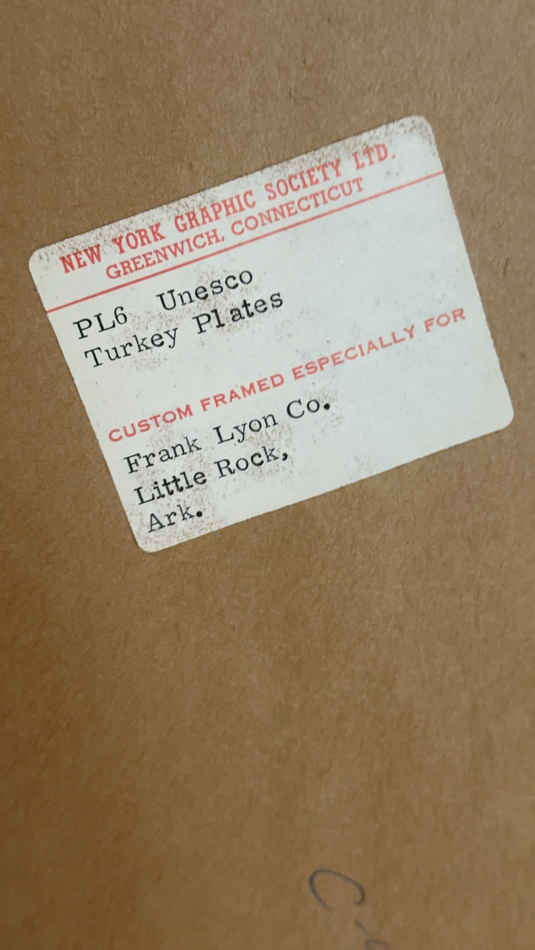 NEW YORK GRAPHIC SOCIETY LTD.
GREENWICH, CONNECTICUT
PL6 Unesco
Turkey Plates
CUSTOM FRAMED ESPECIALLY FOR
Frank Lyon Co.
Little Rock,
Ark.